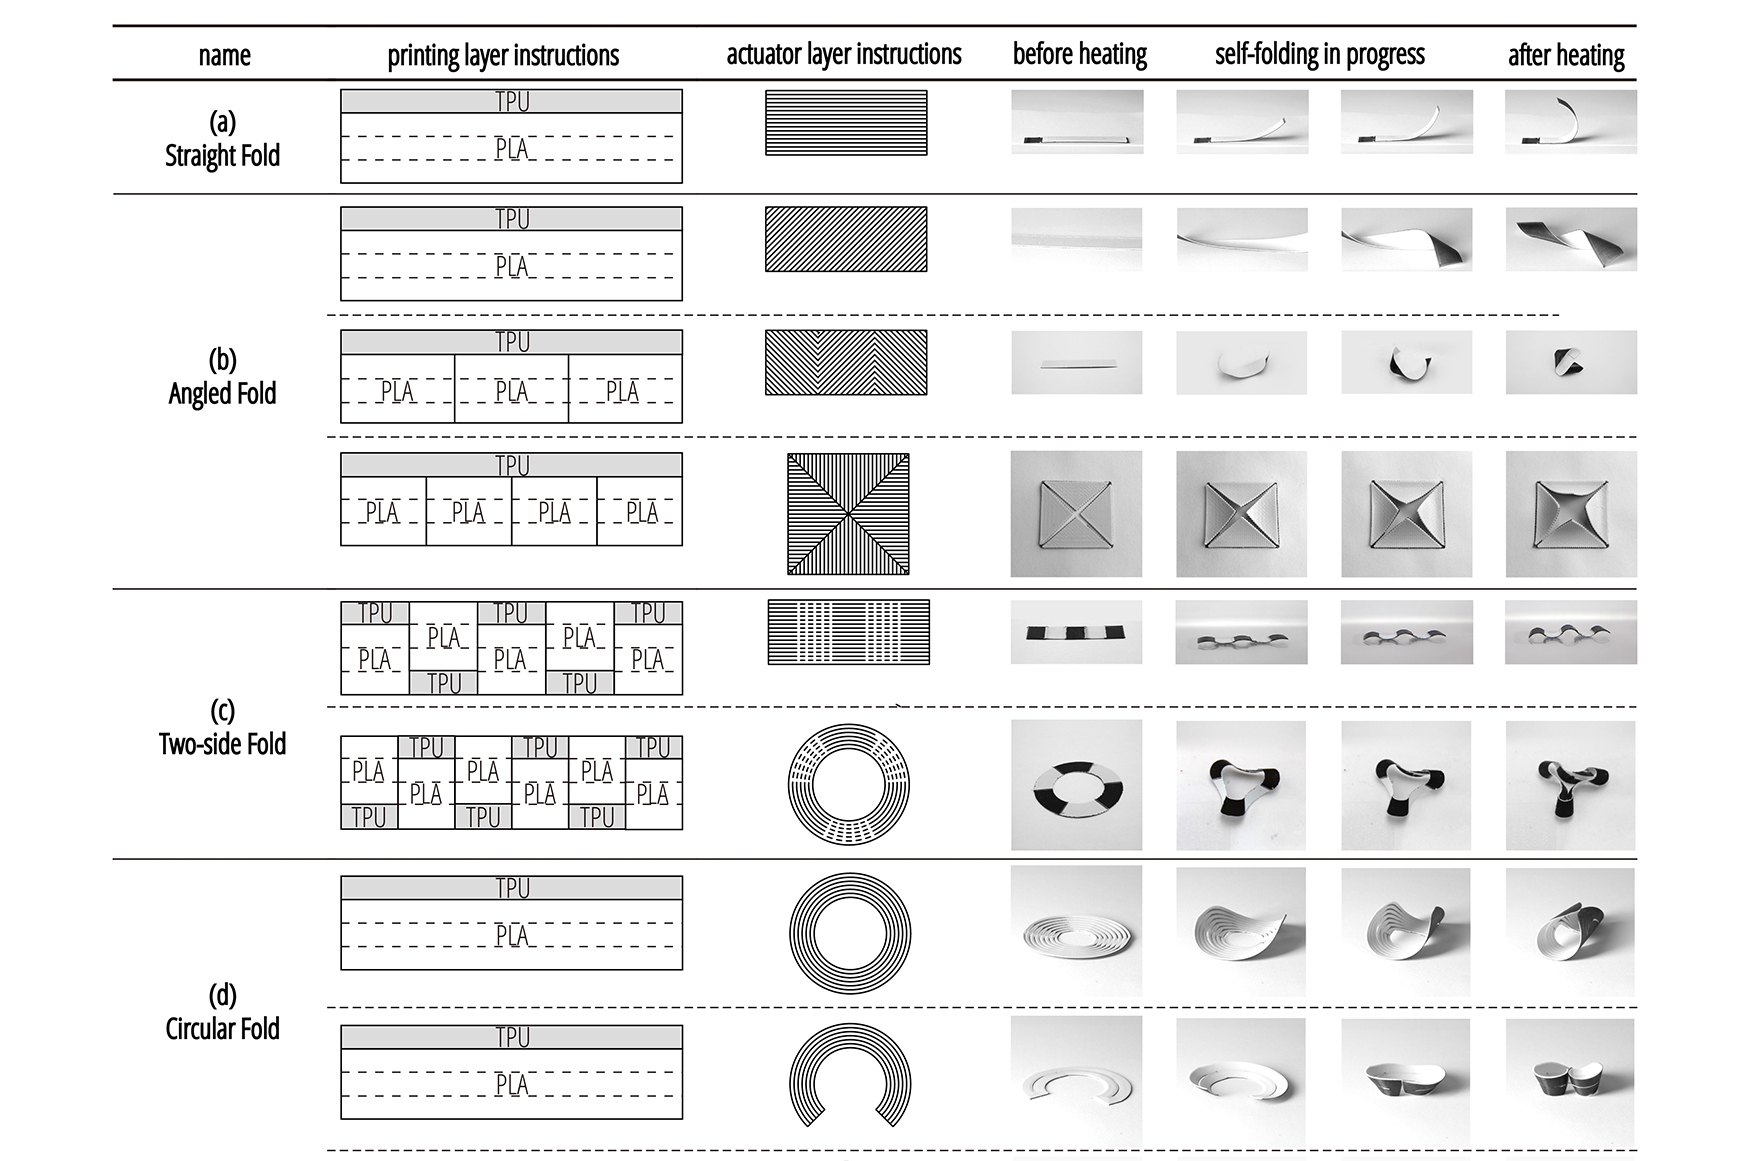 name printing layer instructions actuator layer instructions before heating self-folding in progress after heating
(a)
Straight Fold
TPU
PLA
(b)
Angled Fold
TPU
PLA
TPU
PLA PLA PLA
TPU
PLA PLA PLA PLA
(c)
Two-side Fold
TPU TPU TPU
PLA PLA
PLA PLA PLA
TPU TPU
TPU TPU TPU
PLA PLA PLA
PLA PLA PLA
TPU TPU TPU
(d)
Circular Fold
TPU
PLA
TPU
PLA